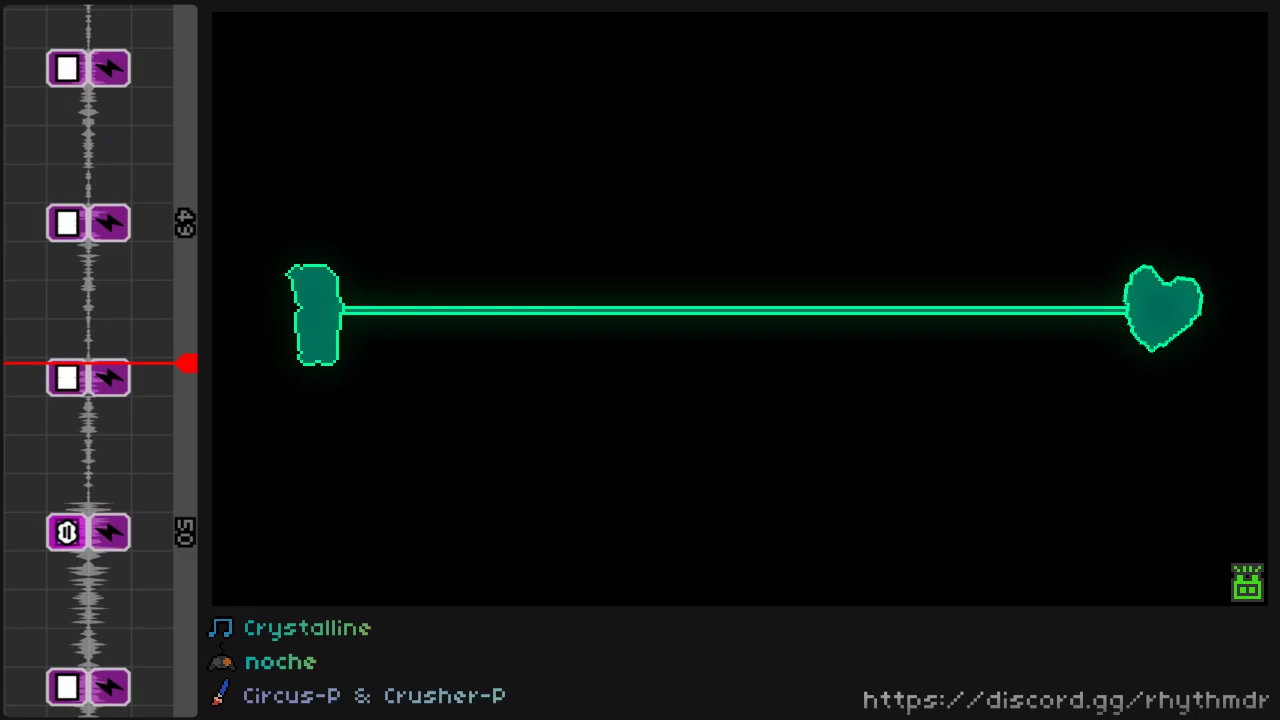 49
50
Crystalline
noche
Circus-P & Crusher-P
https://discord.gg/rhythmdr